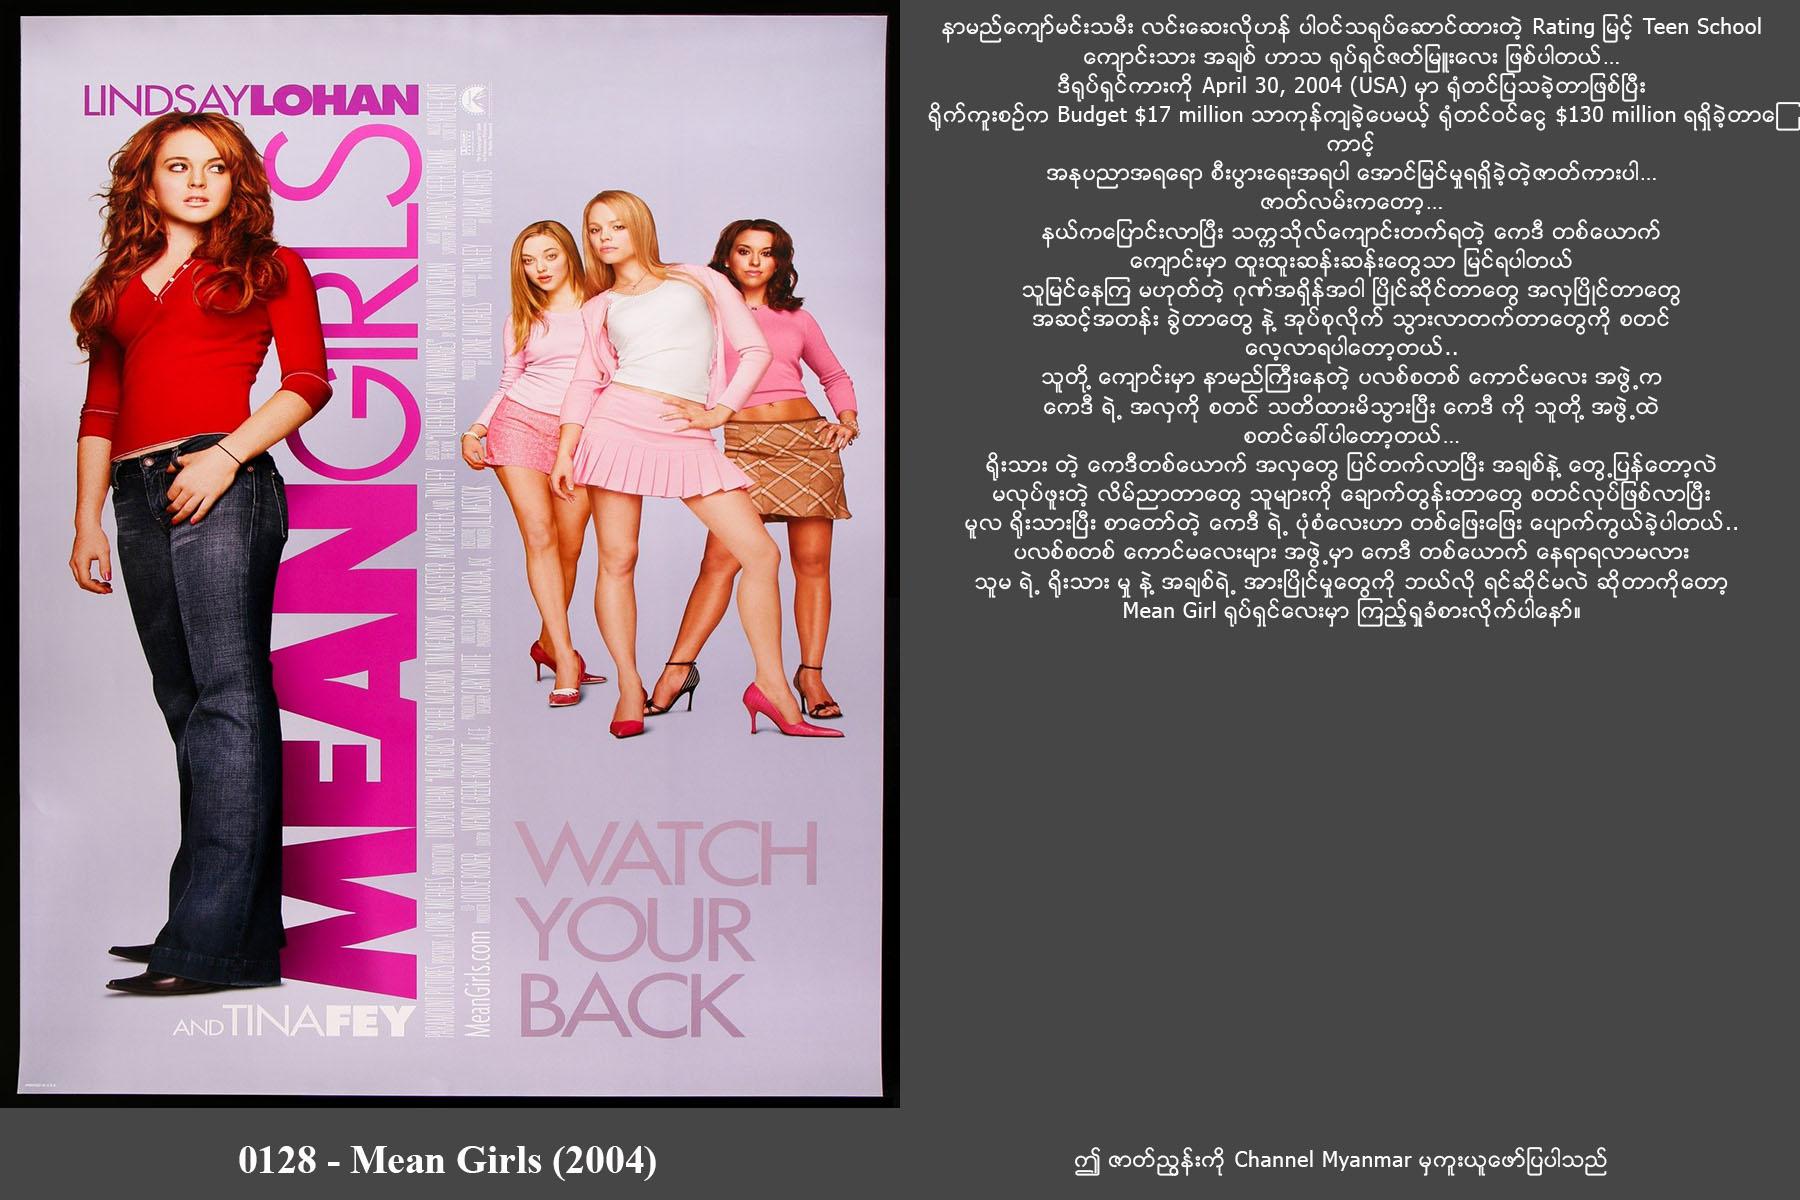 LINDSAY LOHAN
MEAN GIRLS
AND TINA FEY
MeanGirls.com
WATCH
YOUR
BACK
0128 - Mean Girls (2004)
နာမည်ကျော်မင်းသမီး လင်းဆေးလိုဟန် ပါဝင်သရုပ်ဆောင်ထားတဲ့ Rating မြင့် Teen School
ကျောင်းသား အချစ် ဟာသ ရုပ်ရှင်ဇတ်မြူးလေး ဖြစ်ပါတယ်...
ဒီရုပ်ရှင်ကားကို April 30, 2004 (USA) မှာ ရုံတင်ပြသခဲ့တာဖြစ်ပြီး
ရိုက်ကူးစဉ်က Budget $17 million သာကုန်ကျခဲ့ပေမယ့် ရုံတင်ဝင်ငွေ $130 million ရရှိခဲ့တာကြေ
ကာင့်
အနုပညာအရရော စီးပွားရေးအရပါ အောင်မြင်မှုရရှိခဲ့တဲ့ဇာတ်ကားပါ...
ဇာတ်လမ်းကတော့...
နယ်ကပြောင်းလာပြီး သက္ကသိုလ်ကျောင်းတက်ရတဲ့ ကေဒီ တစ်ယောက်
ကျောင်းမှာ ထူးထူးဆန်းဆန်းတွေသာ မြင်ရပါတယ်
သူမြင်နေကြ မဟုတ်တဲ့ ဂုဏ်အရှိန်အဝါ ပြိုင်ဆိုင်တာတွေ အလှပြိုင်တာတွေ
အဆင့်အတန်း ခွဲတာတွေ နဲ့ အုပ်စုလိုက် သွားလာတက်တာတွေကို စတင်
လေ့လာရပါတော့တယ်..
သူတို့ ကျောင်းမှာ နာမည်ကြီးနေတဲ့ ပလစ်စတစ် ကောင်မလေး အဖွဲ့က
ကေဒီ ရဲ့ အလှကို စတင် သတိထားမိသွားပြီး ကေဒီ ကို သူတို့ အဖွဲ့ထဲ
စတင်ခေါ်ပါတော့တယ်...
ရိုးသား တဲ့ ကေဒီတစ်ယောက် အလှတွေ ပြင်တက်လာပြီး အချစ်နဲ့ တွေ့ပြန်တော့လဲ
မလုပ်ဖူးတဲ့ လိမ်ညာတာတွေ သူများကို ချောက်တွန်းတာတွေ စတင်လုပ်ဖြစ်လာပြီး
မူလ ရိုးသားပြီး စာတော်တဲ့ ကေဒီ ရဲ့ ပုံစံလေးဟာ တစ်ဖြေးဖြေး ပျောက်ကွယ်ခဲ့ပါတယ်..
ပလစ်စတစ် ကောင်မလေးများ အဖွဲ့မှာ ကေဒီ တစ်ယောက် နေရာရလာမလား
သူမ ရဲ့ ရိုးသား မှု နဲ့ အချစ်ရဲ့ အားပြိုင်မှုတွေကို ဘယ်လို ရင်ဆိုင်မလဲ ဆိုတာကိုတော့
Mean Girl ရုပ်ရှင်လေးမှာ ကြည့်ရှုခံစားလိုက်ပါနော်။
ဤ ဇာတ်ညွှန်းကို Channel Myanmar မှကူးယူဖော်ပြပါသည်